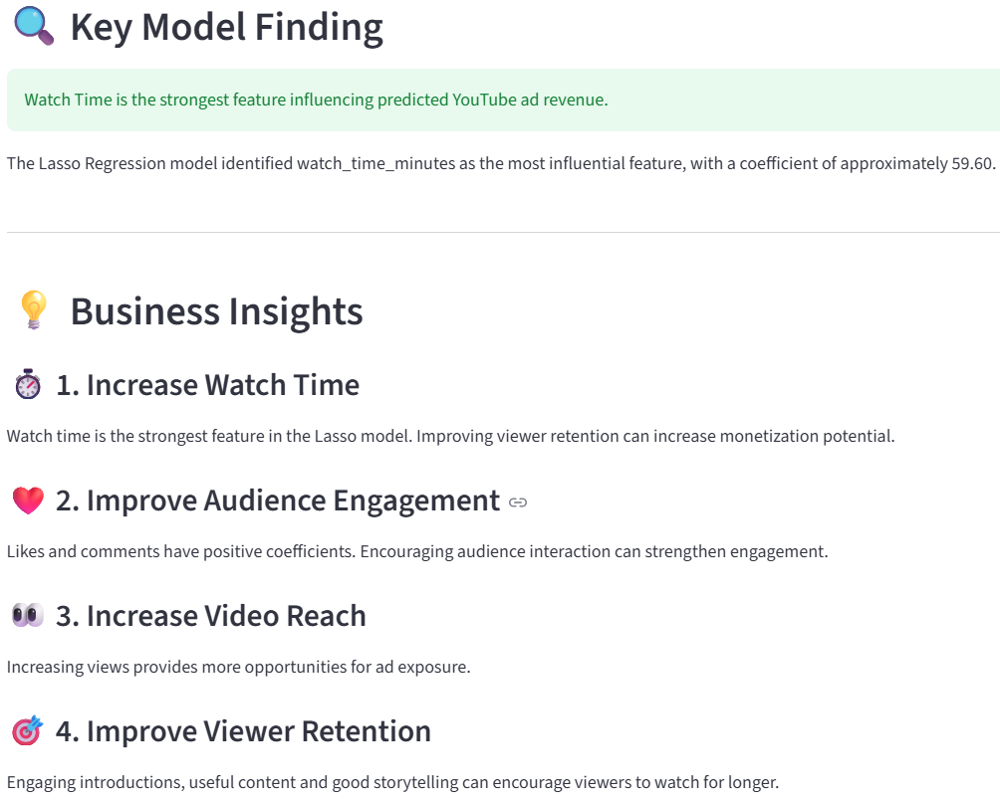 Key Model Finding
Watch Time is the strongest feature influencing predicted YouTube ad revenue.
The Lasso Regression model identified watch_time_minutes as the most influential feature, with a coefficient of approximately 59.60.
Business Insights
1. Increase Watch Time
Watch time is the strongest feature in the Lasso model. Improving viewer retention can increase monetization potential.
2. Improve Audience Engagement
Likes and comments have positive coefficients. Encouraging audience interaction can strengthen engagement.
3. Increase Video Reach
Increasing views provides more opportunities for ad exposure.
4. Improve Viewer Retention
Engaging introductions, useful content and good storytelling can encourage viewers to watch for longer.